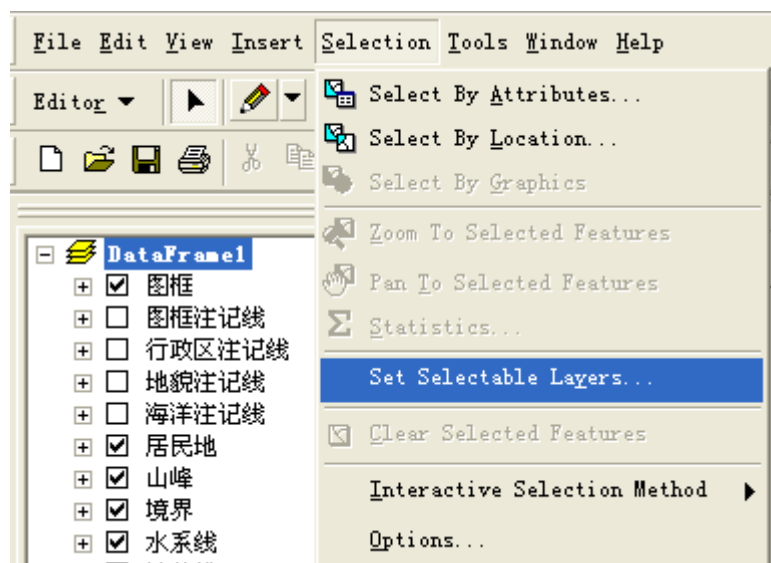 File Edit View Insert Selection Tools Window Help
Editor
Select By Attributes...
Select By Location...
Select By Graphics
Zoom To Selected Features
Pan To Selected Features
Statistics...
Set Selectable Layers...
Clear Selected Features
Interactive Selection Method
Options...
DataFrame1
图框
图框注记线
行政区注记线
地貌注记线
海洋注记线
居民地
山峰
境界
水系线